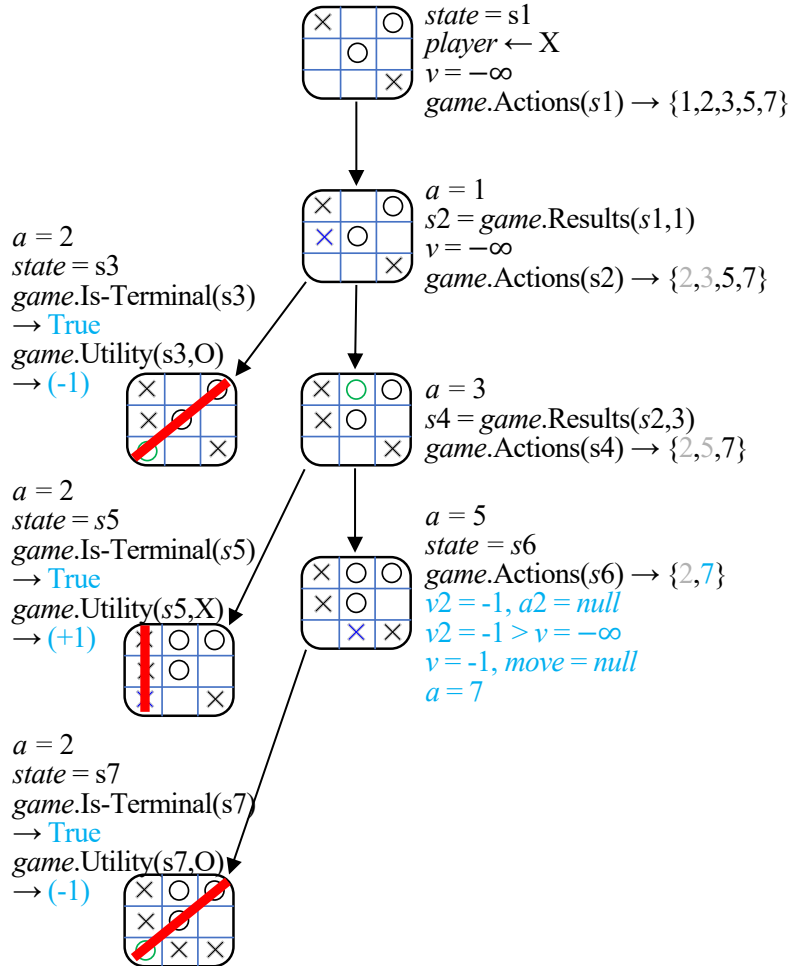 state = s1
player ← X
v = −∞
game.Actions(s1) → {1,2,3,5,7}
a = 1
s2 = game.Results(s1,1)
v = −∞
game.Actions(s2) → {2,3,5,7}
a = 2
state = s3
game.Is-Terminal(s3)
→ True
game.Utility(s3,O)
→ (-1)
a = 3
s4 = game.Results(s2,3)
game.Actions(s4) → {2,5,7}
a = 2
state = s5
game.Is-Terminal(s5)
→ True
game.Utility(s5,X)
→ (+1)
a = 5
state = s6
game.Actions(s6) → {2,7}
v2 = -1, a2 = null
v2 = -1 > v = −∞
v = -1, move = null
a = 7
a = 2
state = s7
game.Is-Terminal(s7)
→ True
game.Utility(s7,O)
→ (-1)